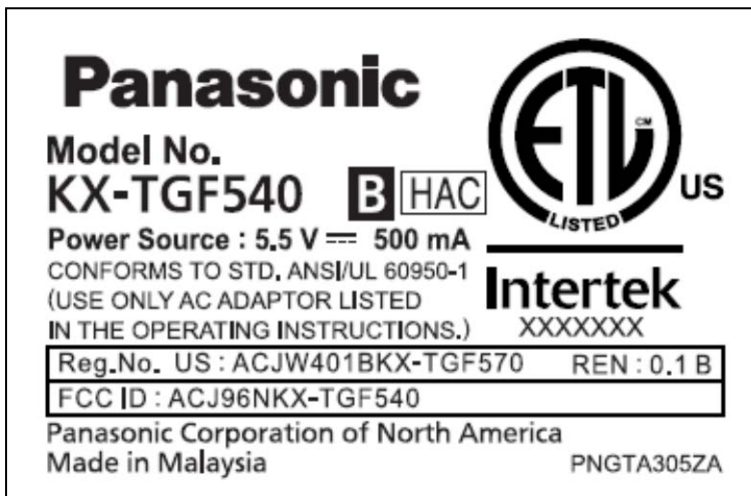 Panasonic
Model No.
KX-TGF540 B HAC
Power Source : 5.5 V ⎓ 500 mA
CONFORMS TO STD. ANSI/UL 60950-1
(USE ONLY AC ADAPTOR LISTED
IN THE OPERATING INSTRUCTIONS.)
ETL CM
US
LISTED
Intertek
XXXXXXX
Reg.No. US : ACJW401BKX-TGF570 REN : 0.1 B
FCC ID : ACJ96NKX-TGF540
Panasonic Corporation of North America
Made in Malaysia PNGTA305ZA